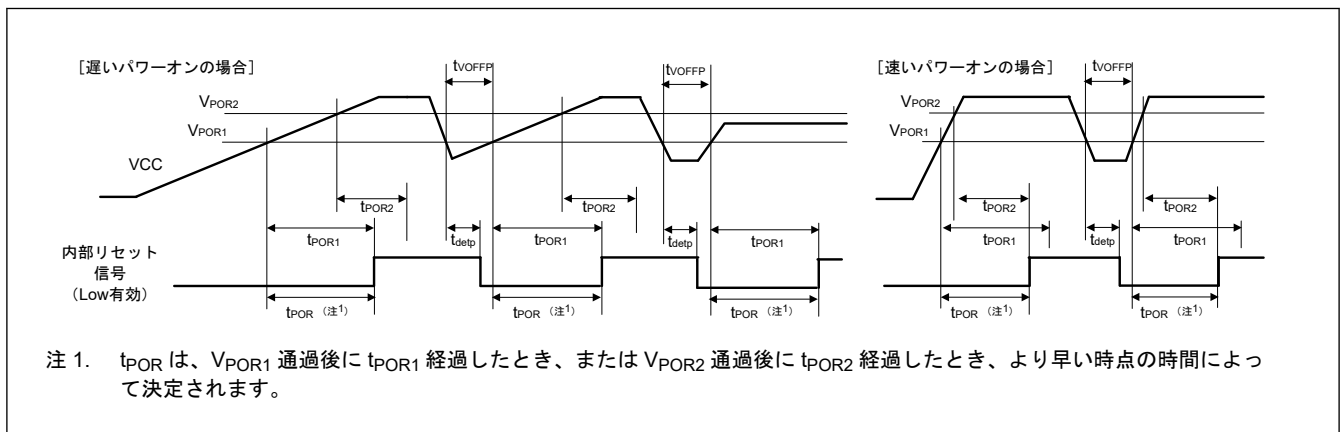 [遅いパワーオンの場合]
tVOFFP
tVOFFP
[速いパワーオンの場合]
tVOFFP
VPOR2
VPOR1
VCC
VPOR2
VPOR1
tPOR2
tPOR2
tPOR2
tPOR2
tPOR1
tdetp
tPOR1
tdetp
tPOR1
tPOR1
tdetp
tPOR1
内部リセット
信号
(Low有効)
tPOR (注1)
tPOR (注1)
tPOR (注1)
tPOR (注1)
tPOR (注1)
注 1. tPOR は、VPOR1 通過後に tPOR1 経過したとき、または VPOR2 通過後に tPOR2 経過したとき、より早い時点の時間によっ
て決定されます。